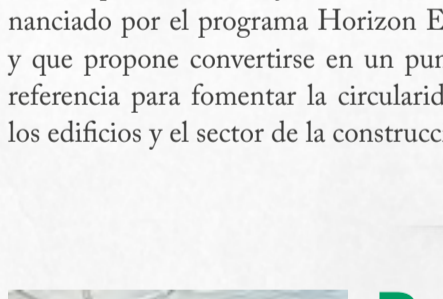 nanciado por el programa Horizon E
y que propone convertirse en un pun
referencia para fomentar la circularid
los edificios y el sector de la construcci